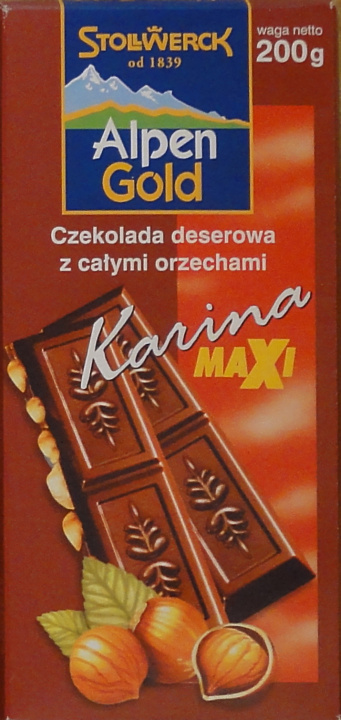 STOLLWERCK
od 1839
waga netto
200g
Alpen
Gold
Czekolada deserowa
z całymi orzechami
Karina
MAXI